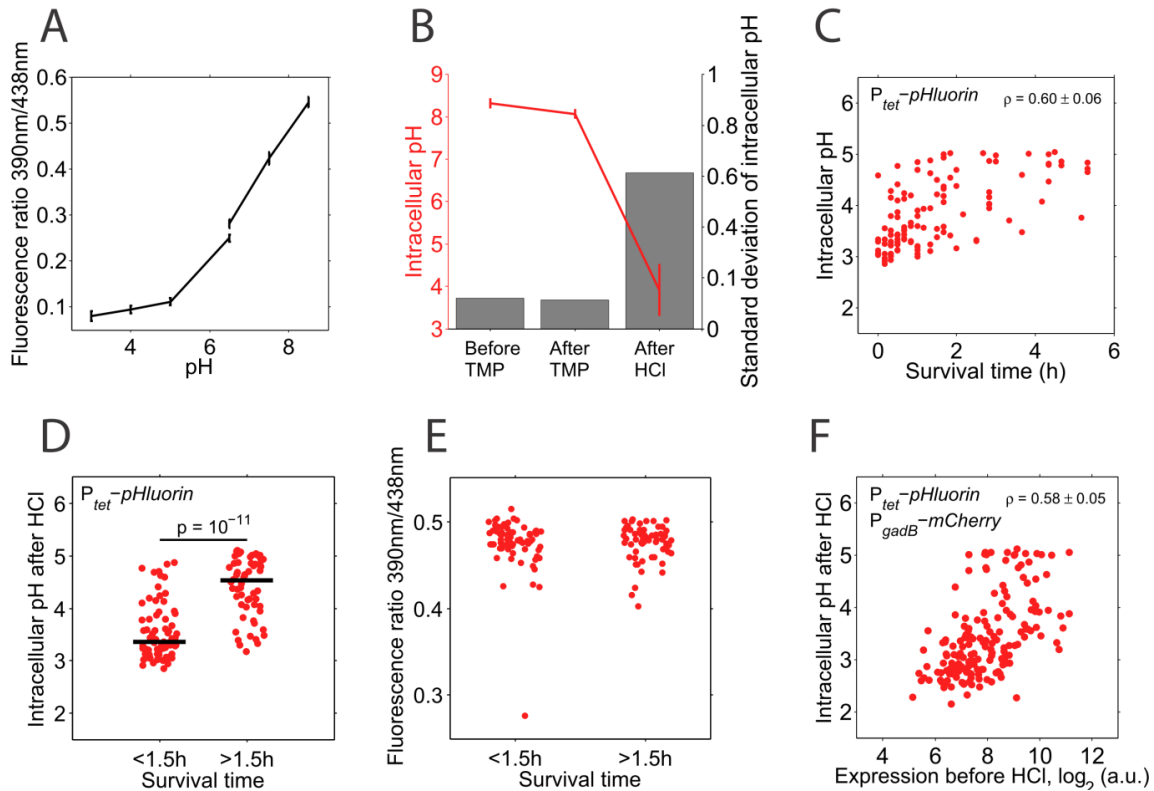 A
Fluorescence ratio 390nm/438nm
0.6
0.5
0.4
0.3
0.2
0.1
4
6
8
pH
B
Intracellular pH
9
8
7
6
5
4
3
Before TMP
After TMP
After HCl
1
0.8
0.6
0.4
0.1
0
Standard deviation of intracellular pH
C
P_tet−pHluorin
ρ = 0.60 ± 0.06
Intracellular pH
6
5
4
3
2
0
2
4
6
Survival time (h)
D
P_tet−pHluorin
p = 10^−11
Intracellular pH after HCl
6
5
4
3
2
<1.5h
>1.5h
Survival time
E
Fluorescence ratio 390nm/438nm
0.5
0.4
0.3
<1.5h
>1.5h
Survival time
F
P_tet−pHluorin
ρ = 0.58 ± 0.05
P_gadB−mCherry
Intracellular pH after HCl
6
5
4
3
2
4
6
8
10
12
Expression before HCl, log_2 (a.u.)